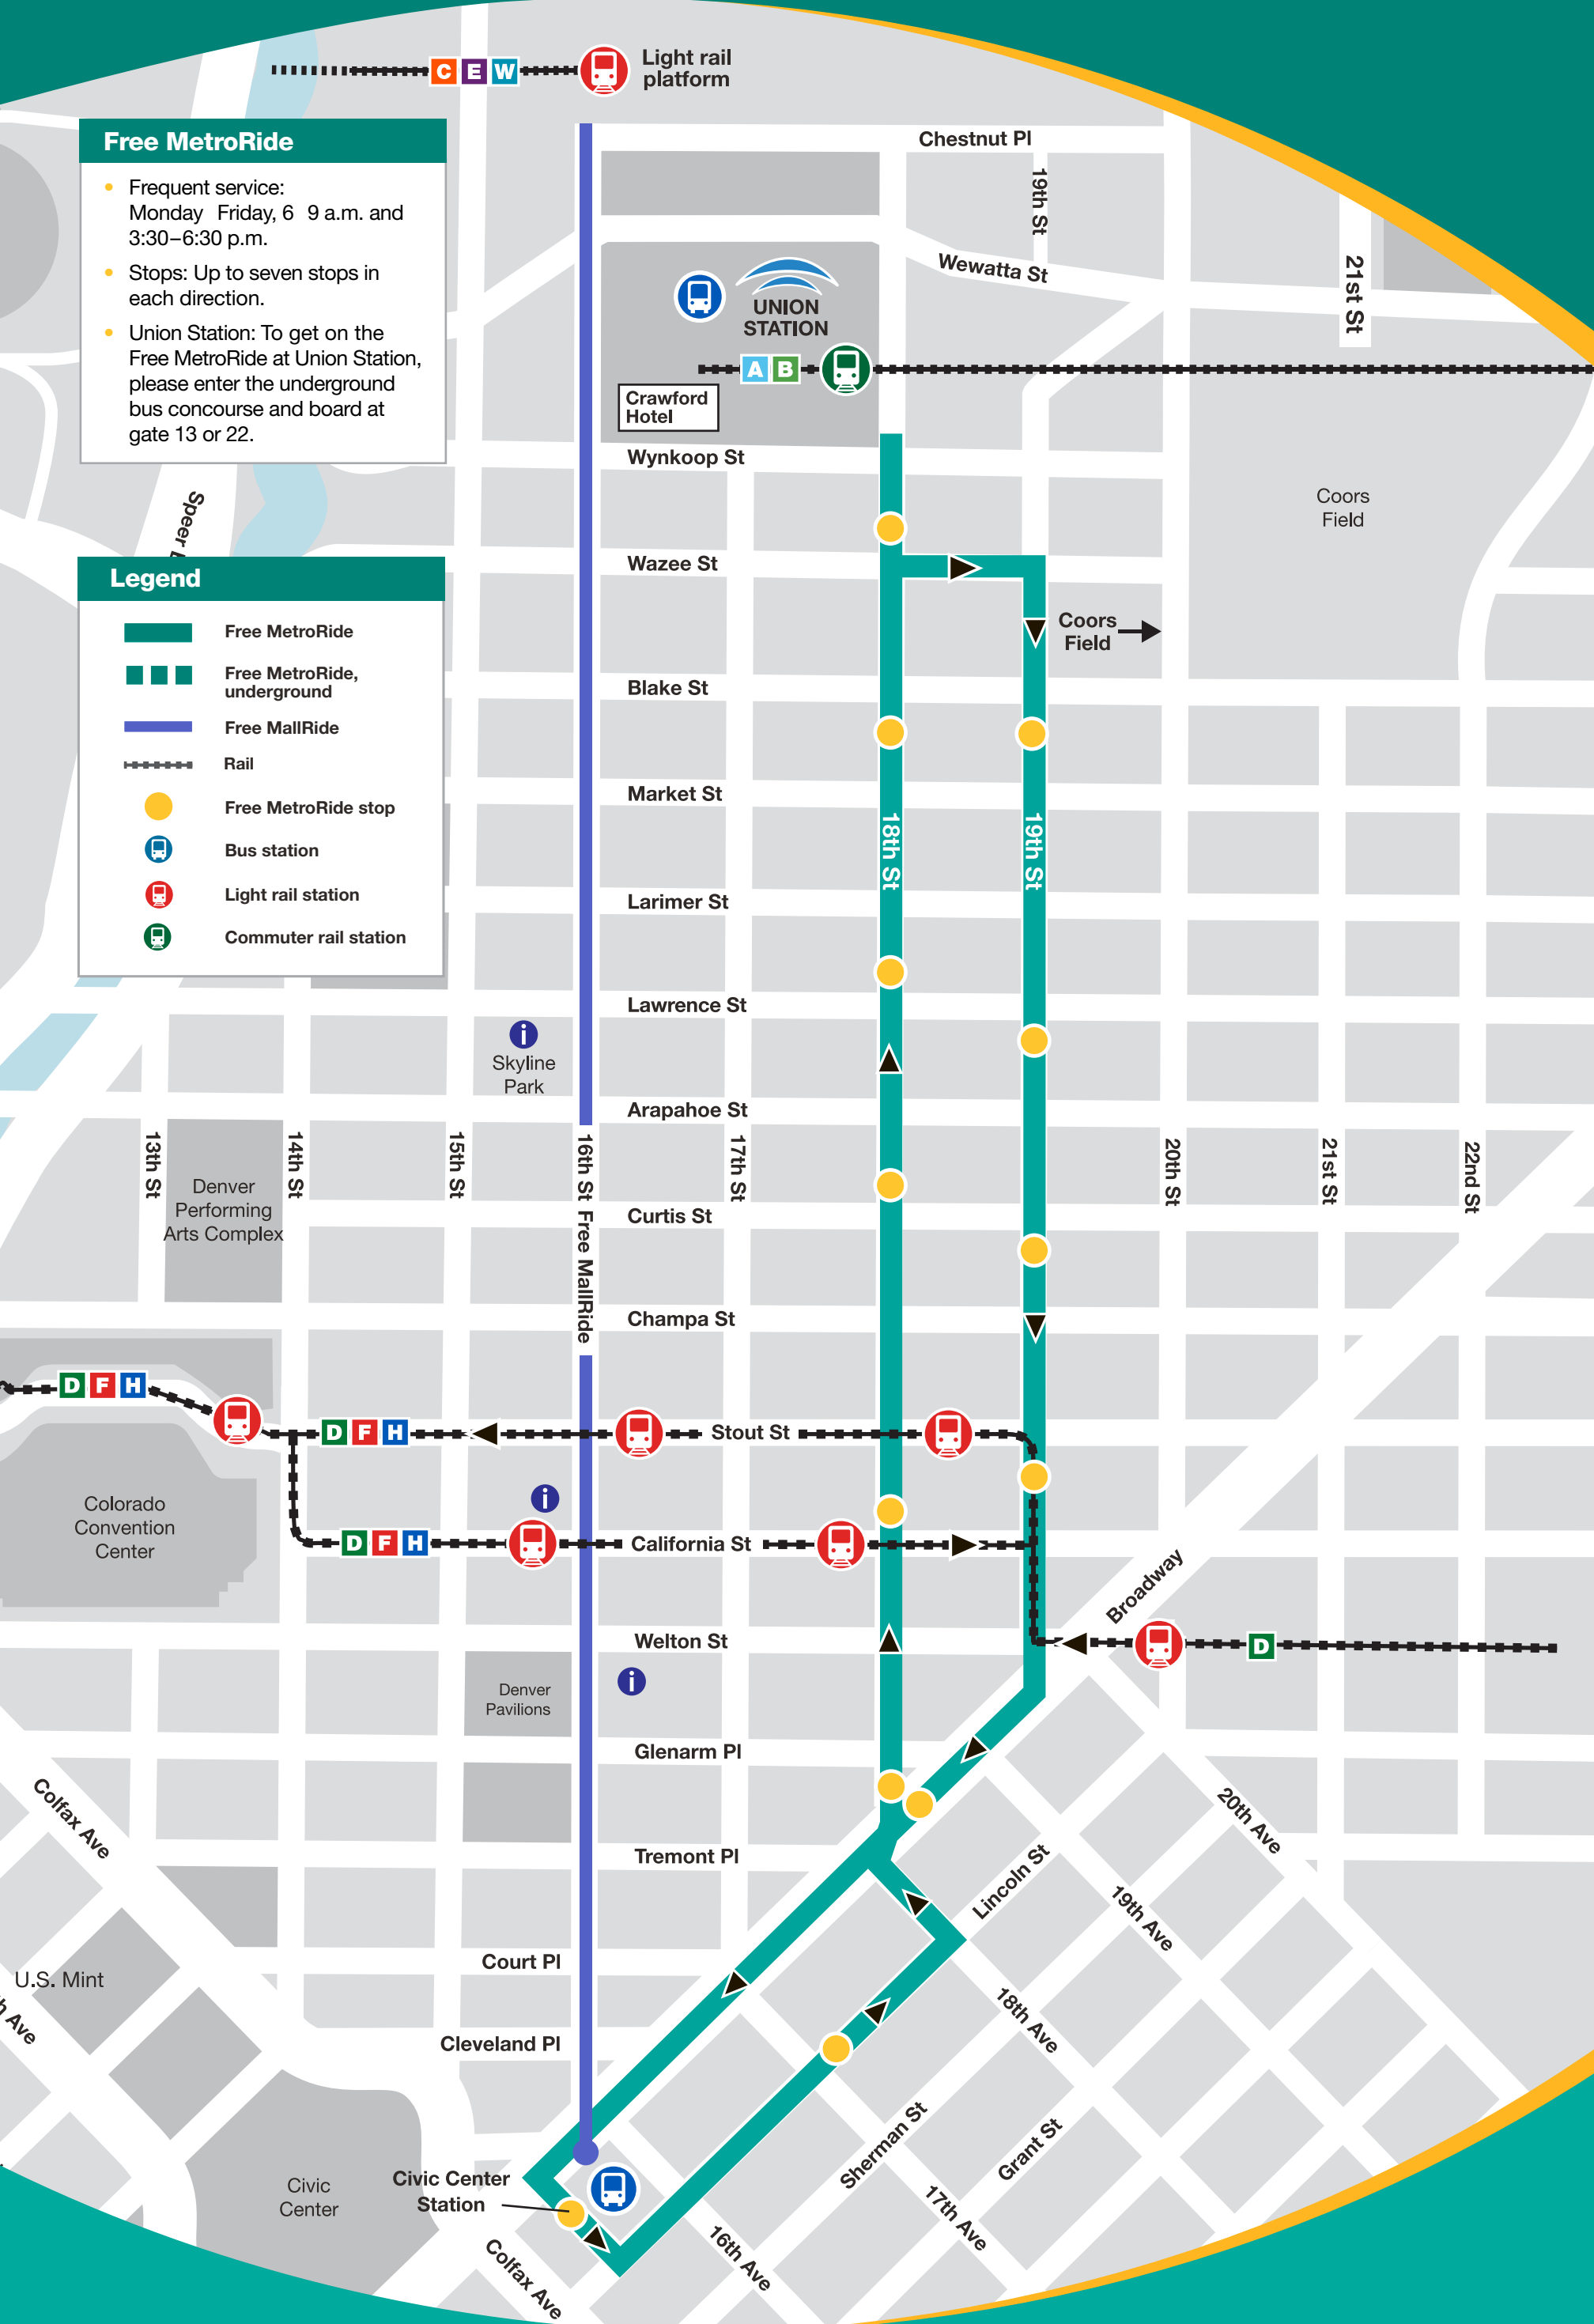 C E W
Light rail
platform
Free MetroRide
• Frequent service:
Monday Friday, 6 9 a.m. and
3:30–6:30 p.m.
• Stops: Up to seven stops in
each direction.
• Union Station: To get on the
Free MetroRide at Union Station,
please enter the underground
bus concourse and board at
gate 13 or 22.
Chestnut Pl
19th St
Wewatta St
21st St
UNION
STATION
A B
Crawford
Hotel
Wynkoop St
Coors
Field
Speer
Wazee St
Coors
Field
Legend
Free MetroRide
Free MetroRide,
underground
Free MallRide
Rail
Free MetroRide stop
Bus station
Light rail station
Commuter rail station
Blake St
Market St
18th St
19th St
Larimer St
Lawrence St
i
Skyline
Park
Arapahoe St
13th St
14th St
15th St
16th St Free MallRide
17th St
20th St
21st St
22nd St
Denver
Performing
Arts Complex
Curtis St
Champa St
D F H
D F H
Stout St
Colorado
Convention
Center
i
D F H
California St
Broadway
Welton St
D
Denver
Pavilions
i
Glenarm Pl
Colfax Ave
20th Ave
Tremont Pl
Lincoln St
19th Ave
Court Pl
U.S. Mint
h Ave
18th Ave
Cleveland Pl
Sherman St
Grant St
Civic Center
Station
Civic
Center
17th Ave
16th Ave
Colfax Ave